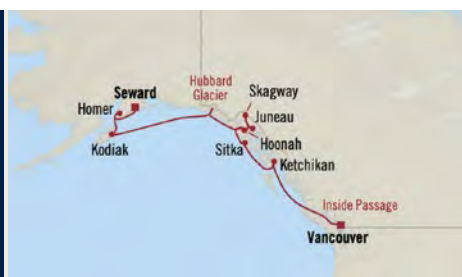 Hubbard
Glacier
Skagway
Seward
Homer
Juneau
Kodiak
Hoonah
Sitka
Ketchikan
Inside Passage
Vancouver